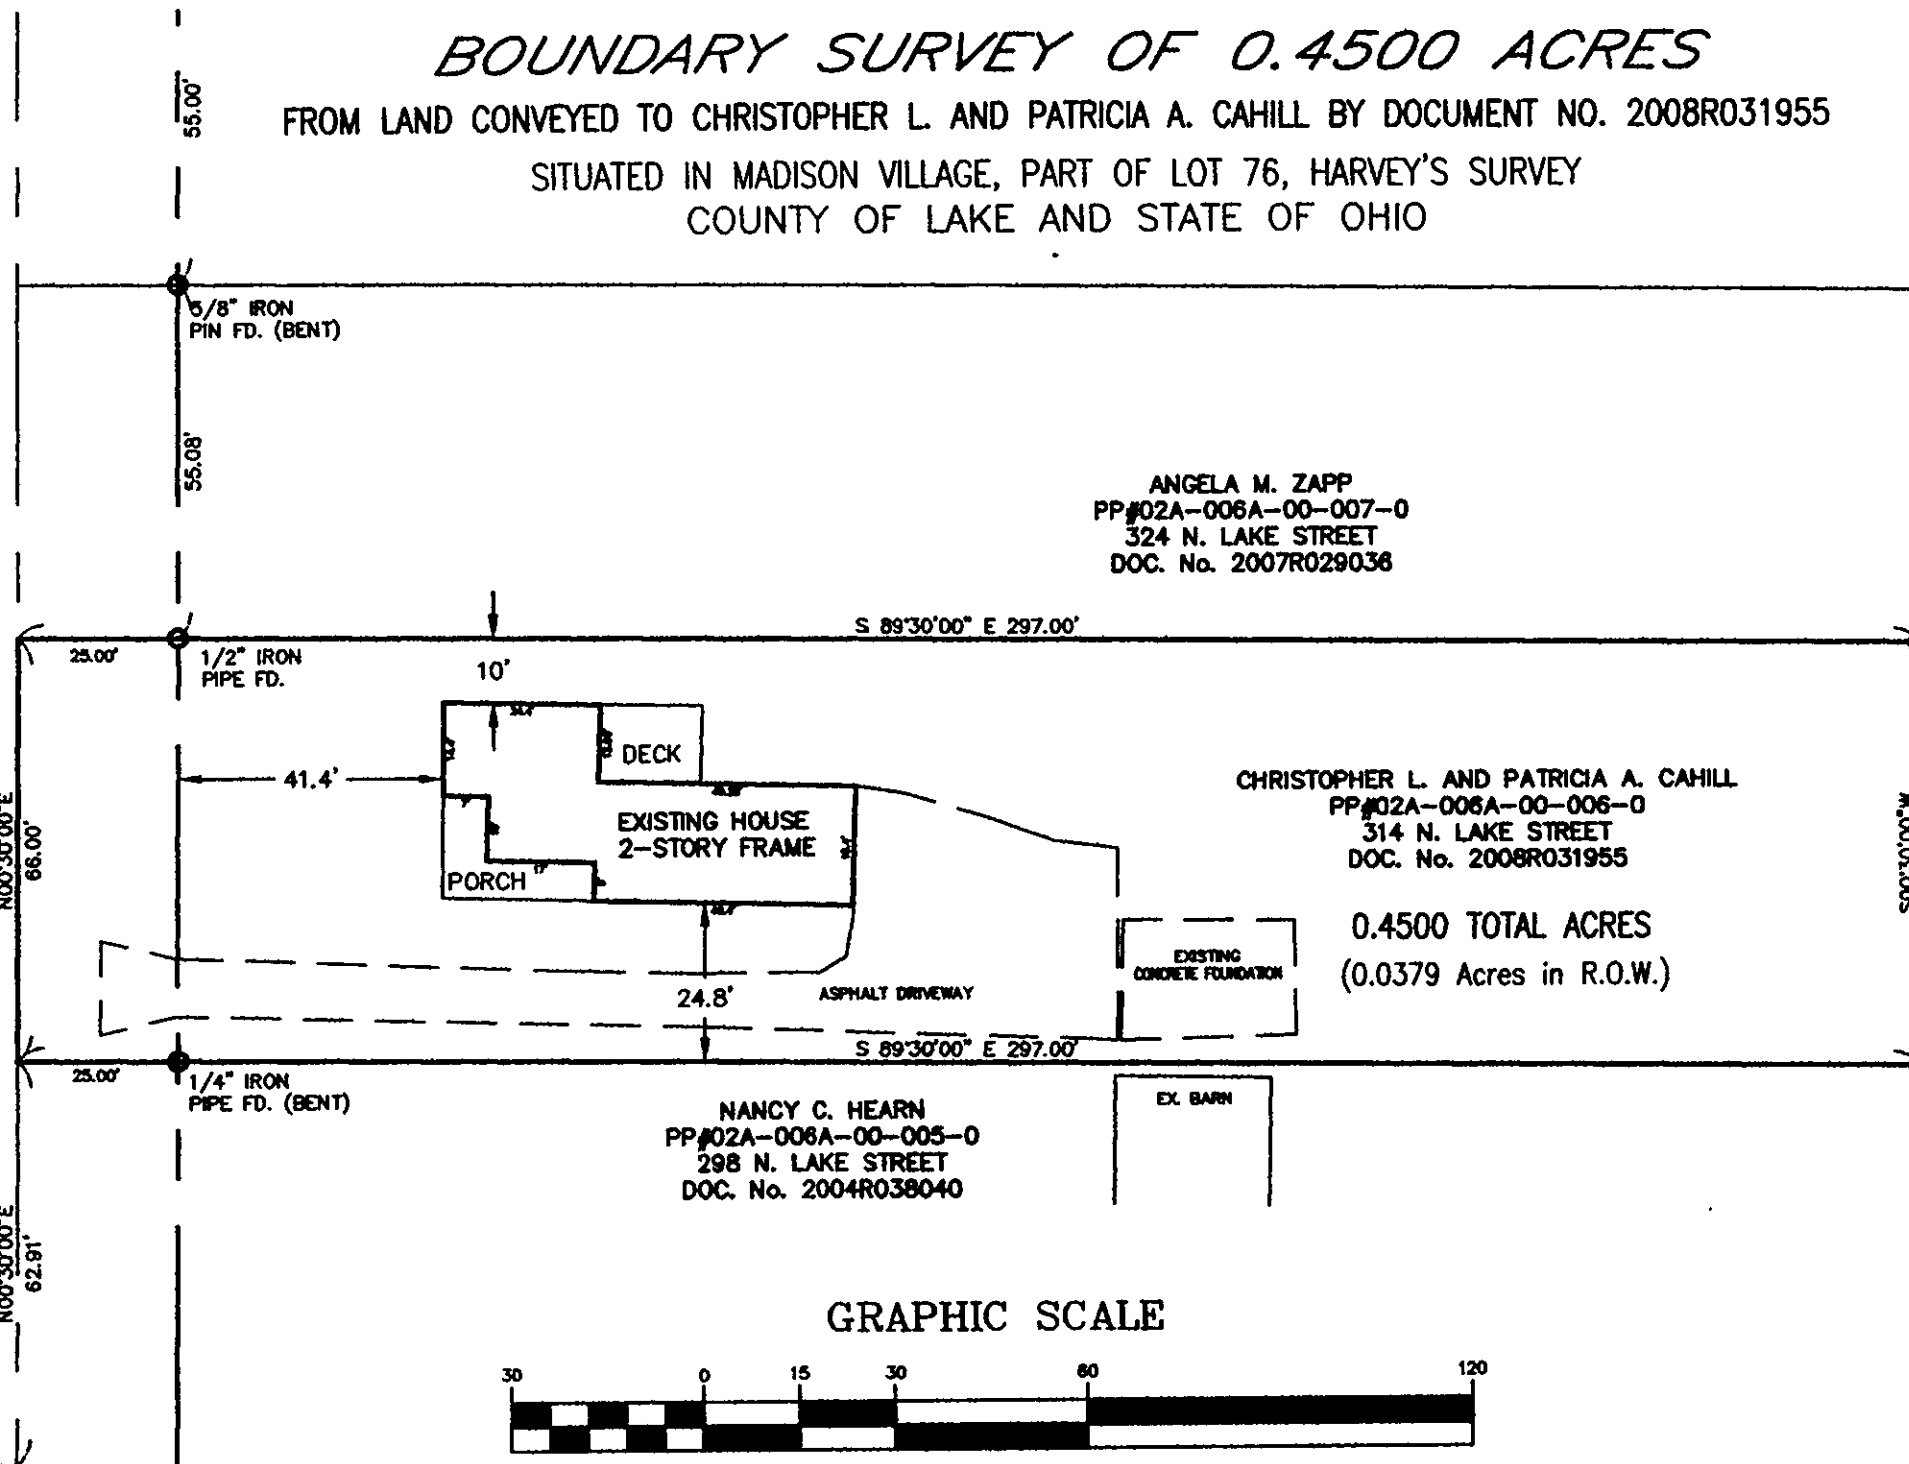 BOUNDARY SURVEY OF 0.4500 ACRES
FROM LAND CONVEYED TO CHRISTOPHER L. AND PATRICIA A. CAHILL BY DOCUMENT NO. 2008R031955
SITUATED IN MADISON VILLAGE, PART OF LOT 76, HARVEY'S SURVEY
COUNTY OF LAKE AND STATE OF OHIO
55.00'
5/8" IRON
PIN FD. (BENT)
55.08'
ANGELA M. ZAPP
PP#02A-006A-00-007-0
324 N. LAKE STREET
DOC. No. 2007R029036
S 89°30'00" E 297.00'
25.00'
1/2" IRON
PIPE FD.
10'
DECK
41.4'
EXISTING HOUSE
2-STORY FRAME
PORCH
17'
CHRISTOPHER L. AND PATRICIA A. CAHILL
PP#02A-006A-00-006-0
314 N. LAKE STREET
DOC. No. 2008R031955
N00°30'00"E
66.00'
0.4500 TOTAL ACRES
(0.0379 Acres in R.O.W.)
EXISTING
CONCRETE FOUNDATION
24.8'
ASPHALT DRIVEWAY
S 89°30'00" E 297.00'
25.00'
1/4" IRON
PIPE FD. (BENT)
EX. BARN
NANCY C. HEARN
PP#02A-006A-00-005-0
298 N. LAKE STREET
DOC. No. 2004R038040
N00°30'00"E
62.91'
GRAPHIC SCALE
30 0 15 30 60 120